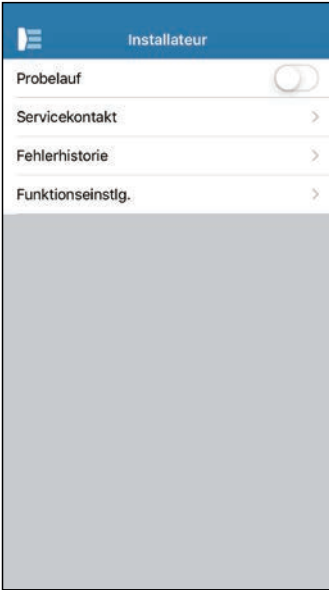 Installateur
Probelauf
Servicekontakt
Fehlerhistorie
Funktionseinstlg.